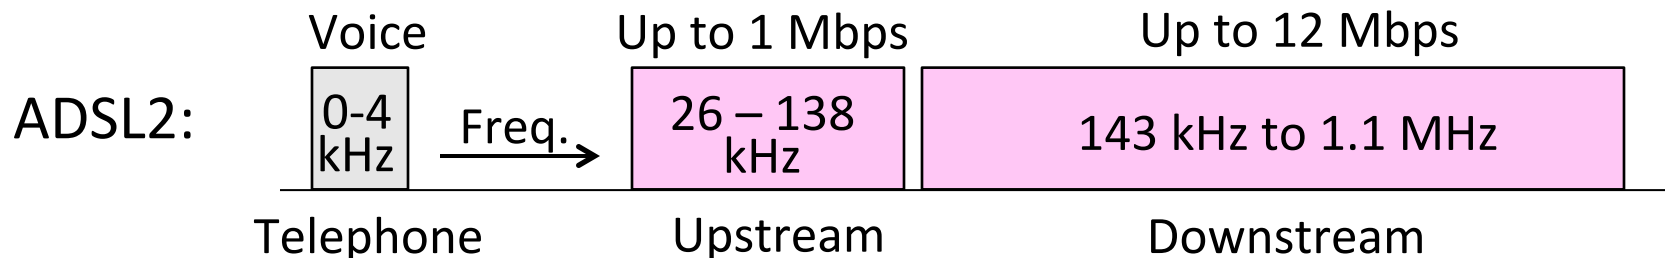 Voice
Up to 1 Mbps
Up to 12 Mbps
ADSL2:
0-4
kHz
Freq.
26 – 138
kHz
143 kHz to 1.1 MHz
Telephone
Upstream
Downstream